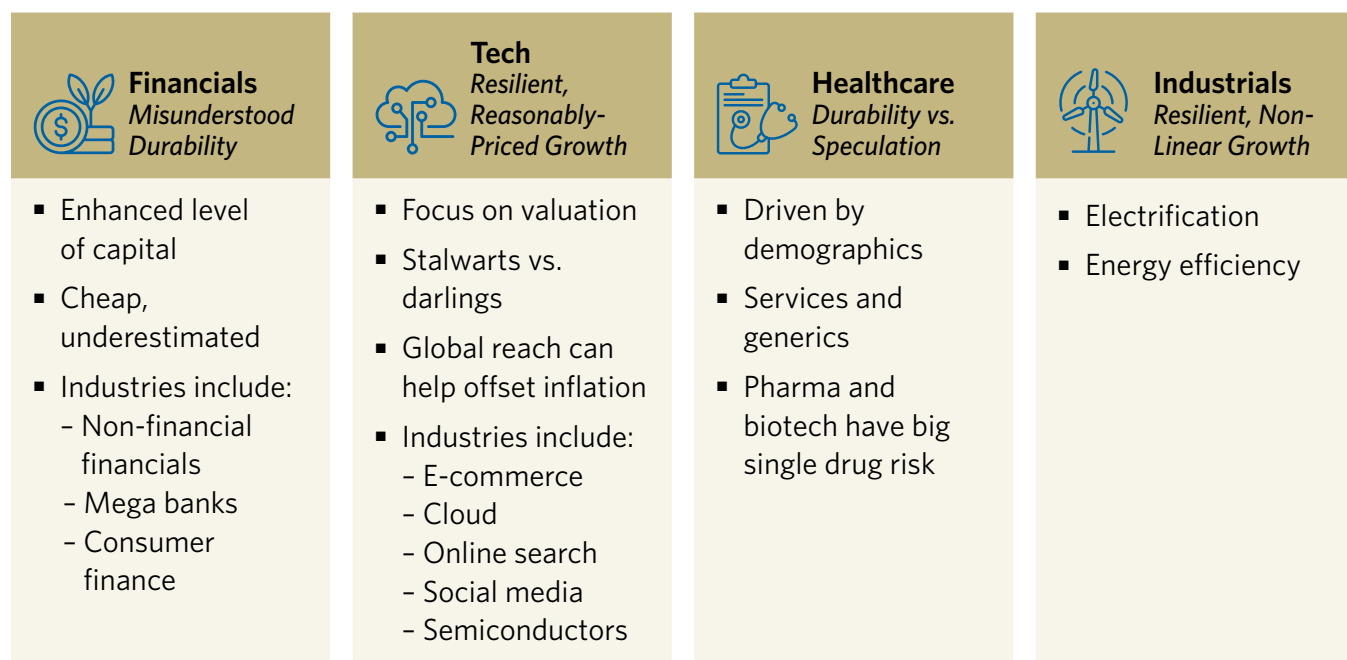 Financials
Misunderstood
Durability
▪ Enhanced level
of capital
▪ Cheap,
underestimated
▪ Industries include:
– Non-financial
financials
– Mega banks
– Consumer
finance
Tech
Resilient,
Reasonably-
Priced Growth
▪ Focus on valuation
▪ Stalwarts vs.
darlings
▪ Global reach can
help offset inflation
▪ Industries include:
– E-commerce
– Cloud
– Online search
– Social media
– Semiconductors
Healthcare
Durability vs.
Speculation
▪ Driven by
demographics
▪ Services and
generics
▪ Pharma and
biotech have big
single drug risk
Industrials
Resilient, Non-
Linear Growth
▪ Electrification
▪ Energy efficiency